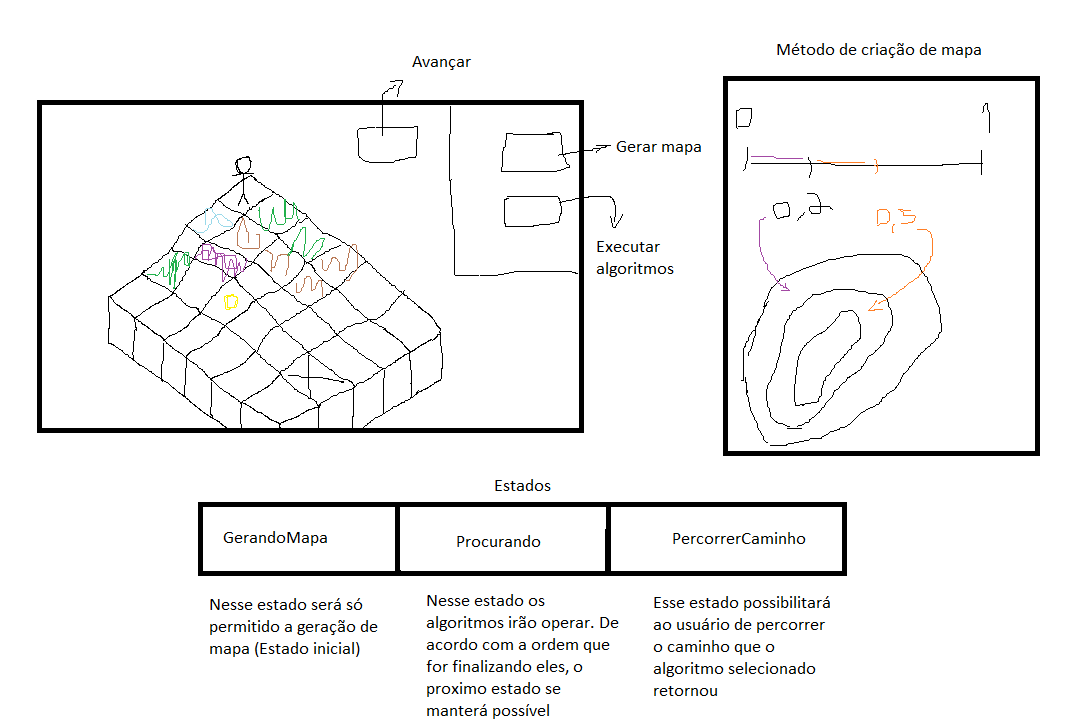 Avançar
Método de criação de mapa
0
1
Gerar mapa
0,2
0,5
Executar
algoritmos
Estados
GerandoMapa
Procurando
PercorrerCaminho
Nesse estado será só
permitido a geração de
mapa (Estado inicial)
Nesse estado os
algoritmos irão operar. De
acordo com a ordem que
for finalizando eles, o
proximo estado se
manterá possível
Esse estado possibilitará
ao usuário de percorrer
o caminho que o
algoritmo selecionado
retornou